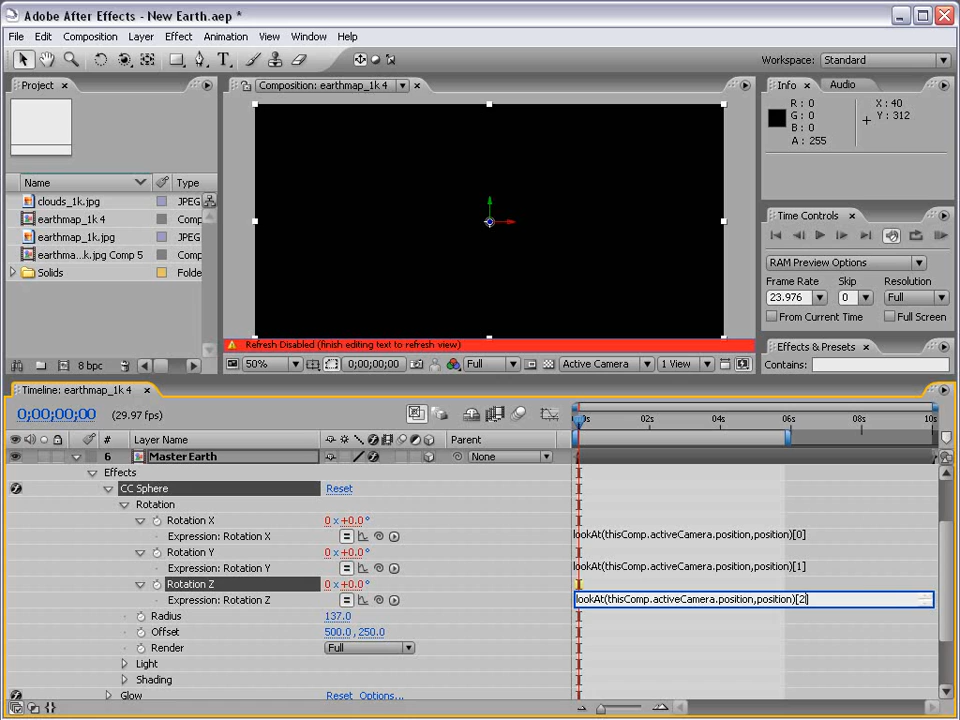 Adobe After Effects - New Earth.aep *
File Edit Composition Layer Effect Animation View Window Help
Workspace: Standard
Project ×
Composition: earthmap_1k 4 ×
Info × Audio
R : 0
G : 0
B : 0
A : 255
X : 40
Y : 312
Name Type
clouds_1k.jpg JPEG
earthmap_1k 4 Comp
earthmap_1k.jpg JPEG
earthma...k.jpg Comp 5 Comp
Solids Folde
Time Controls ×
RAM Preview Options
Frame Rate Skip Resolution
23.976 0 Full
From Current Time Full Screen
Effects & Presets ×
Contains:
Refresh Disabled (finish editing text to refresh view)
8 bpc
50% 0;00;00;00 Full Active Camera 1 View
Timeline: earthmap_1k 4 ×
0;00;00;00 (29.97 fps)
# Layer Name Parent
0s 02s 04s 06s 08s 10s
6 Master Earth None
Effects
CC Sphere Reset
Rotation
Rotation X 0 x +0.0 °
Expression: Rotation X lookAt(thisComp.activeCamera.position,position)[0]
Rotation Y 0 x +0.0 °
Expression: Rotation Y lookAt(thisComp.activeCamera.position,position)[1]
Rotation Z 0 x +0.0 °
Expression: Rotation Z lookAt(thisComp.activeCamera.position,position)[2]
Radius 137.0
Offset 500.0, 250.0
Render Full
Light
Shading
Glow Reset Options...